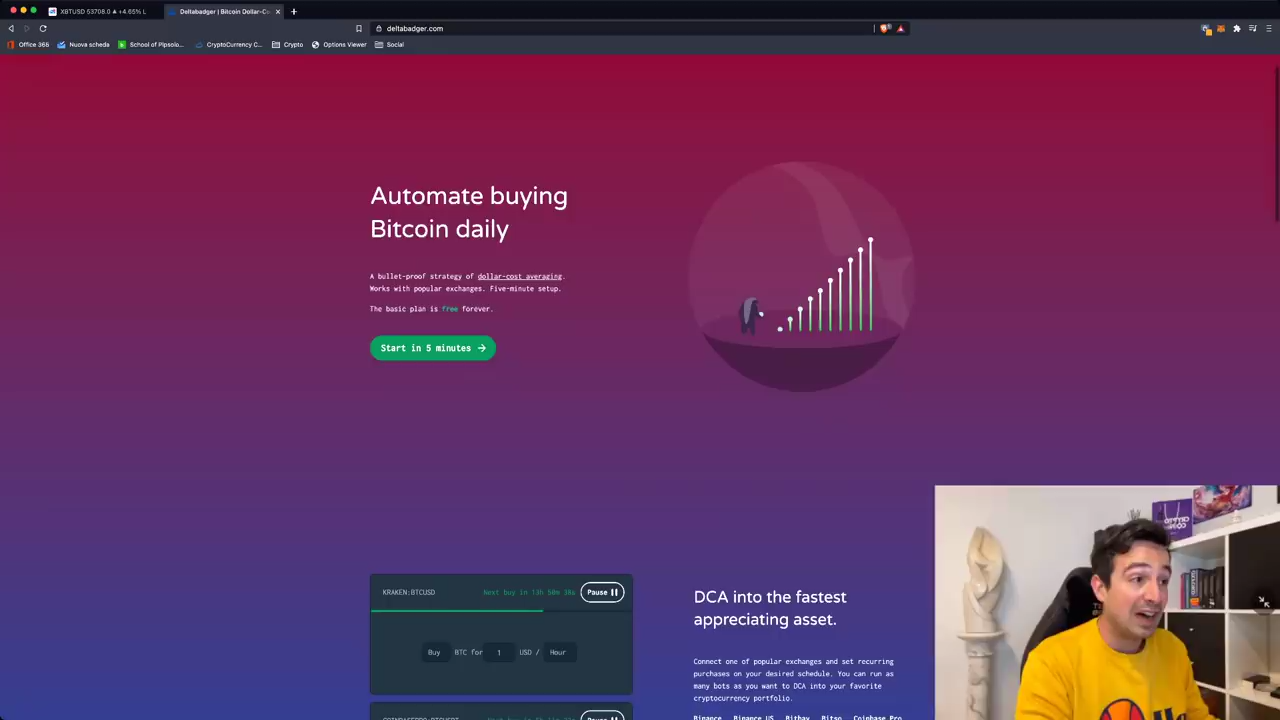 XBTUSD 53708.0 ▲ +4.65% L
Deltabadger | Bitcoin Dollar-Co
deltabadger.com
Office 365
Nuova scheda
School of Pipsolo...
CryptoCurrency C...
Crypto
Options Viewer
Social
Automate buying
Bitcoin daily
A bullet-proof strategy of dollar-cost averaging.
Works with popular exchanges. Five-minute setup.
The basic plan is free forever.
Start in 5 minutes →
KRAKEN:BTCUSD
Next buy in 13h 50m 30s
Pause
Buy BTC for 1 USD / Hour
DCA into the fastest
appreciating asset.
Connect one of popular exchanges and set recurring
purchases on your desired schedule. You can run as
many bots as you want to DCA into your favorite
cryptocurrency portfolio.
Binance Binance US Bitbay Bitso Coinbase Pro
Pause